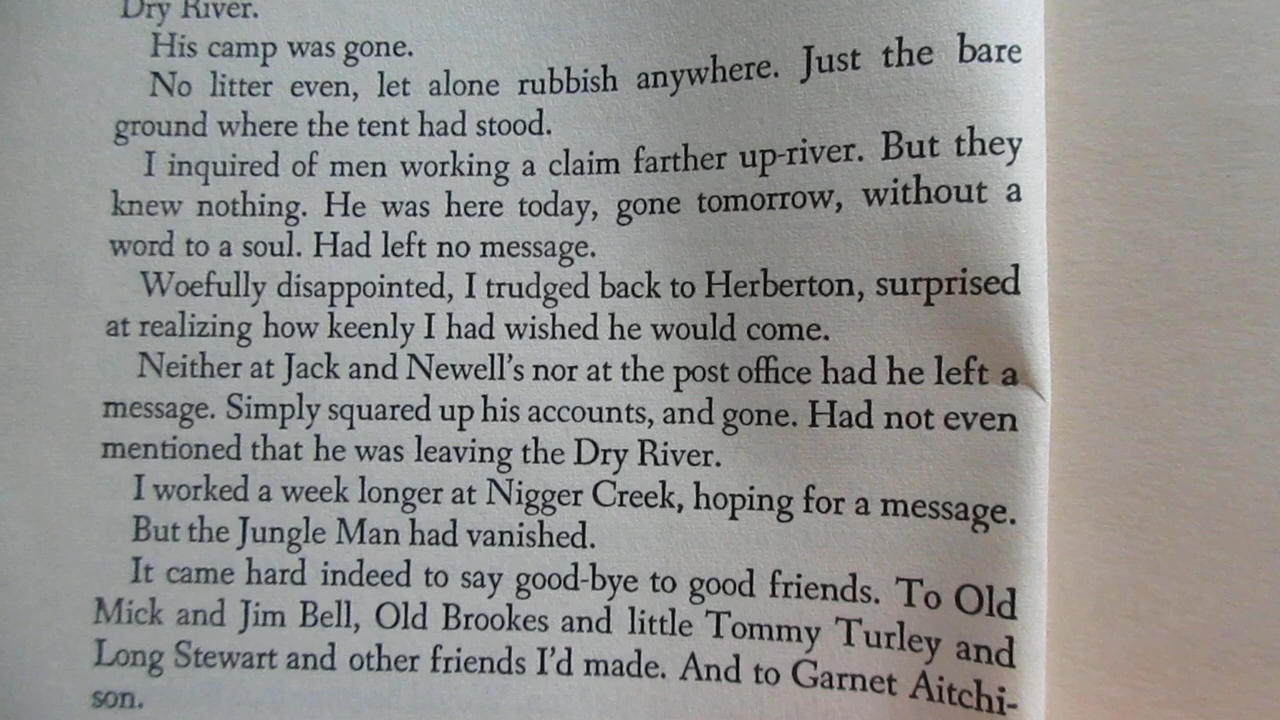 Dry River.
His camp was gone.
No litter even, let alone rubbish anywhere. Just the bare
ground where the tent had stood.
I inquired of men working a claim farther up-river. But they
knew nothing. He was here today, gone tomorrow, without a
word to a soul. Had left no message.
Woefully disappointed, I trudged back to Herberton, surprised
at realizing how keenly I had wished he would come.
Neither at Jack and Newell's nor at the post office had he left a
message. Simply squared up his accounts, and gone. Had not even
mentioned that he was leaving the Dry River.
I worked a week longer at Nigger Creek, hoping for a message.
But the Jungle Man had vanished.
It came hard indeed to say good-bye to good friends. To Old
Mick and Jim Bell, Old Brookes and little Tommy Turley and
Long Stewart and other friends I'd made. And to Garnet Aitchi-
son.